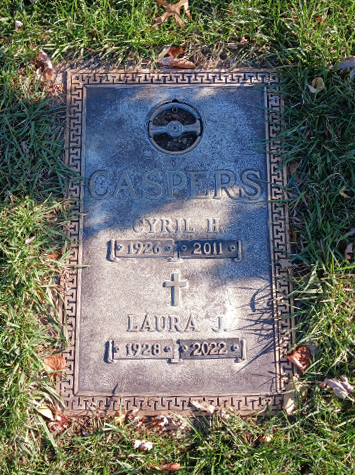 CASPERS
CYRIL H.
1926 2011
LAURA J.
1928 2022